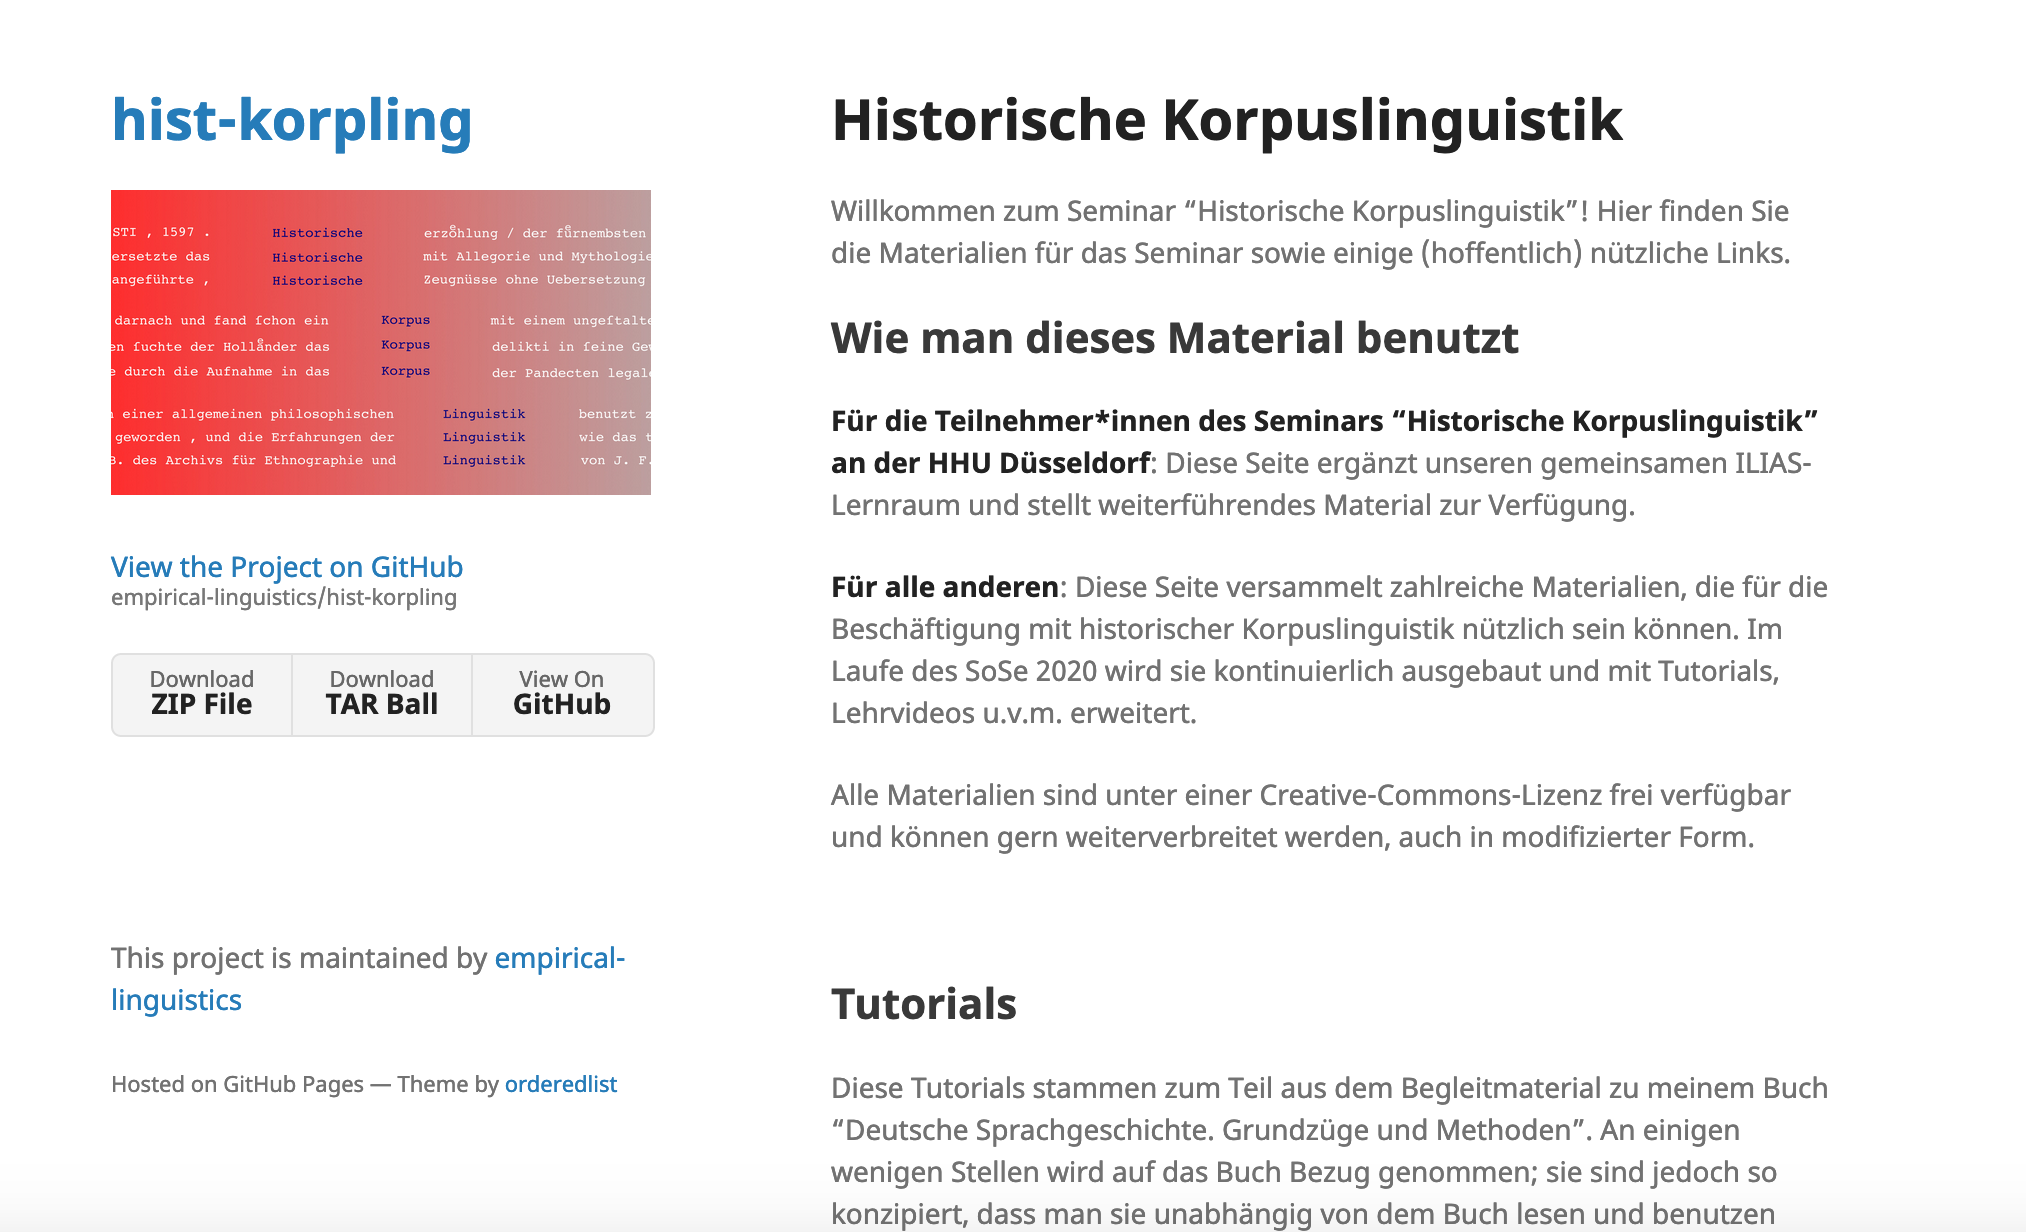 hist-korpling
STI , 1597 . Historische erzoͤhlung / der fuͤrnembsten
ersetzte das Historische mit Allegorie und Mythologie
angeführte , Historische Zeugnüsse ohne Uebersetzung
darnach und fand ſchon ein Korpus mit einem ungeſtalte
en ſuchte der Hollaͤnder das Korpus delikti in ſeine Gew
e durch die Aufnahme in das Korpus der Pandecten legale
einer allgemeinen philosophischen Linguistik benutzt z
geworden , und die Erfahrungen der Linguistik wie das t
B. des Archivs für Ethnographie und Linguistik von J. F.
View the Project on GitHub
empirical-linguistics/hist-korpling
Download ZIP File
Download TAR Ball
View On GitHub
This project is maintained by empirical-
linguistics
Hosted on GitHub Pages — Theme by orderedlist
Historische Korpuslinguistik
Willkommen zum Seminar “Historische Korpuslinguistik”! Hier finden Sie
die Materialien für das Seminar sowie einige (hoffentlich) nützliche Links.
Wie man dieses Material benutzt
Für die Teilnehmer*innen des Seminars “Historische Korpuslinguistik”
an der HHU Düsseldorf: Diese Seite ergänzt unseren gemeinsamen ILIAS-
Lernraum und stellt weiterführendes Material zur Verfügung.
Für alle anderen: Diese Seite versammelt zahlreiche Materialien, die für die
Beschäftigung mit historischer Korpuslinguistik nützlich sein können. Im
Laufe des SoSe 2020 wird sie kontinuierlich ausgebaut und mit Tutorials,
Lehrvideos u.v.m. erweitert.
Alle Materialien sind unter einer Creative-Commons-Lizenz frei verfügbar
und können gern weiterverbreitet werden, auch in modifizierter Form.
Tutorials
Diese Tutorials stammen zum Teil aus dem Begleitmaterial zu meinem Buch
“Deutsche Sprachgeschichte. Grundzüge und Methoden”. An einigen
wenigen Stellen wird auf das Buch Bezug genommen; sie sind jedoch so
konzipiert, dass man sie unabhängig von dem Buch lesen und benutzen